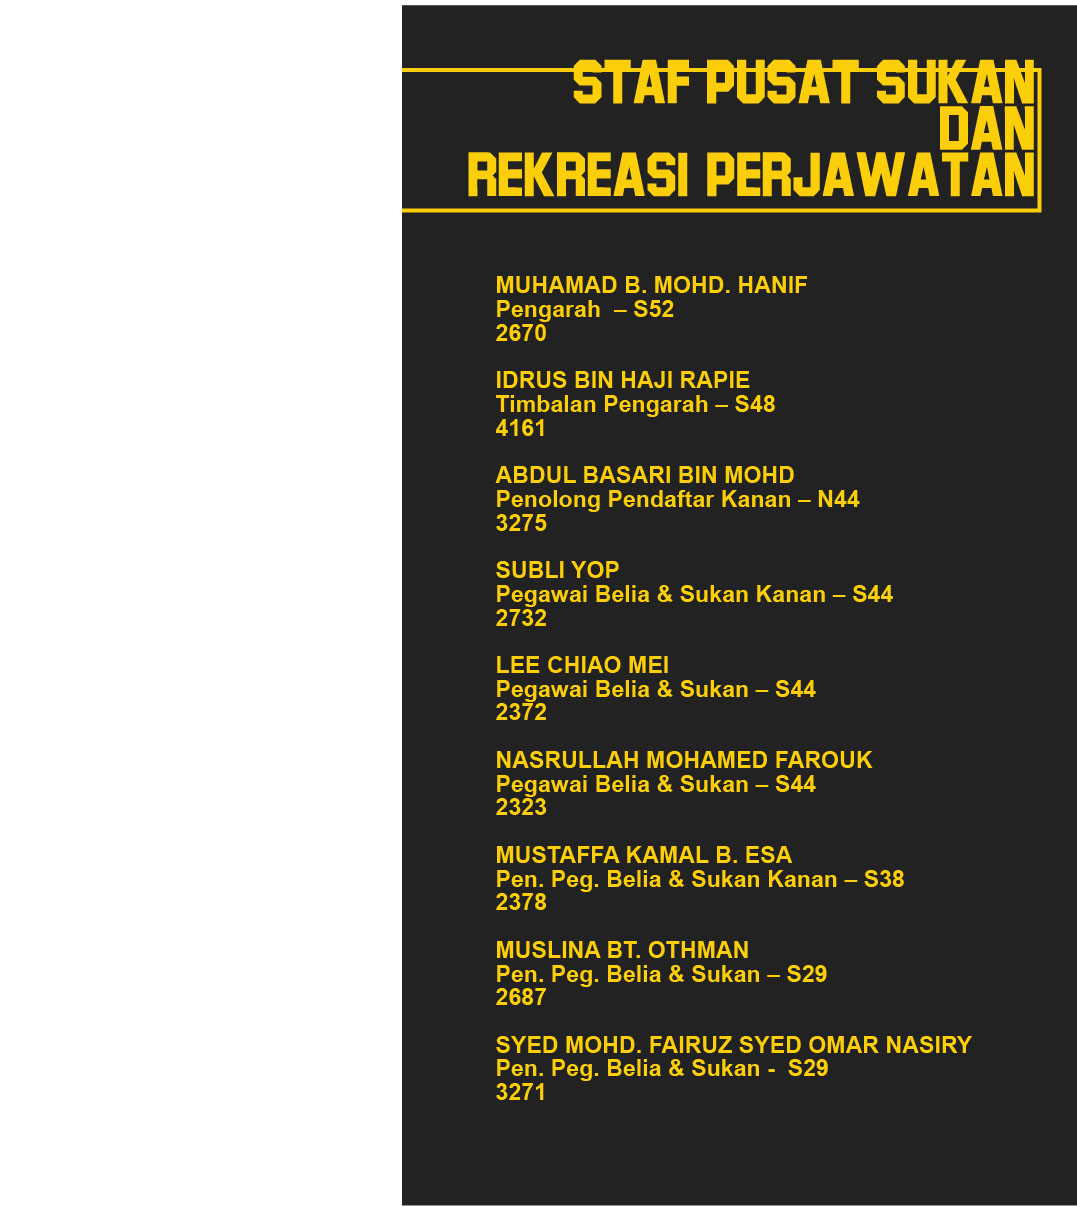 STAF PUSAT SUKAN
DAN
REKREASI PERJAWATAN
MUHAMAD B. MOHD. HANIF
Pengarah  – S52
2670
IDRUS BIN HAJI RAPIE
Timbalan Pengarah – S48
4161
ABDUL BASARI BIN MOHD
Penolong Pendaftar Kanan – N44
3275
SUBLI YOP
Pegawai Belia & Sukan Kanan – S44
2732
LEE CHIAO MEI
Pegawai Belia & Sukan – S44
2372
NASRULLAH MOHAMED FAROUK
Pegawai Belia & Sukan – S44
2323
MUSTAFFA KAMAL B. ESA
Pen. Peg. Belia & Sukan Kanan – S38
2378
MUSLINA BT. OTHMAN
Pen. Peg. Belia & Sukan – S29
2687
SYED MOHD. FAIRUZ SYED OMAR NASIRY
Pen. Peg. Belia & Sukan -  S29
3271